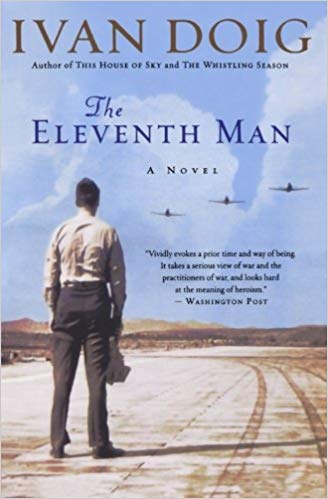 IVAN DOIG
Author of THIS HOUSE OF SKY and THE WHISTLING SEASON
The
ELEVENTH MAN
A NOVEL
"Vividly evokes a prior time and way of being.
It takes a serious view of war and the
practitioners of war, and looks hard
at the meaning of heroism."
— WASHINGTON POST